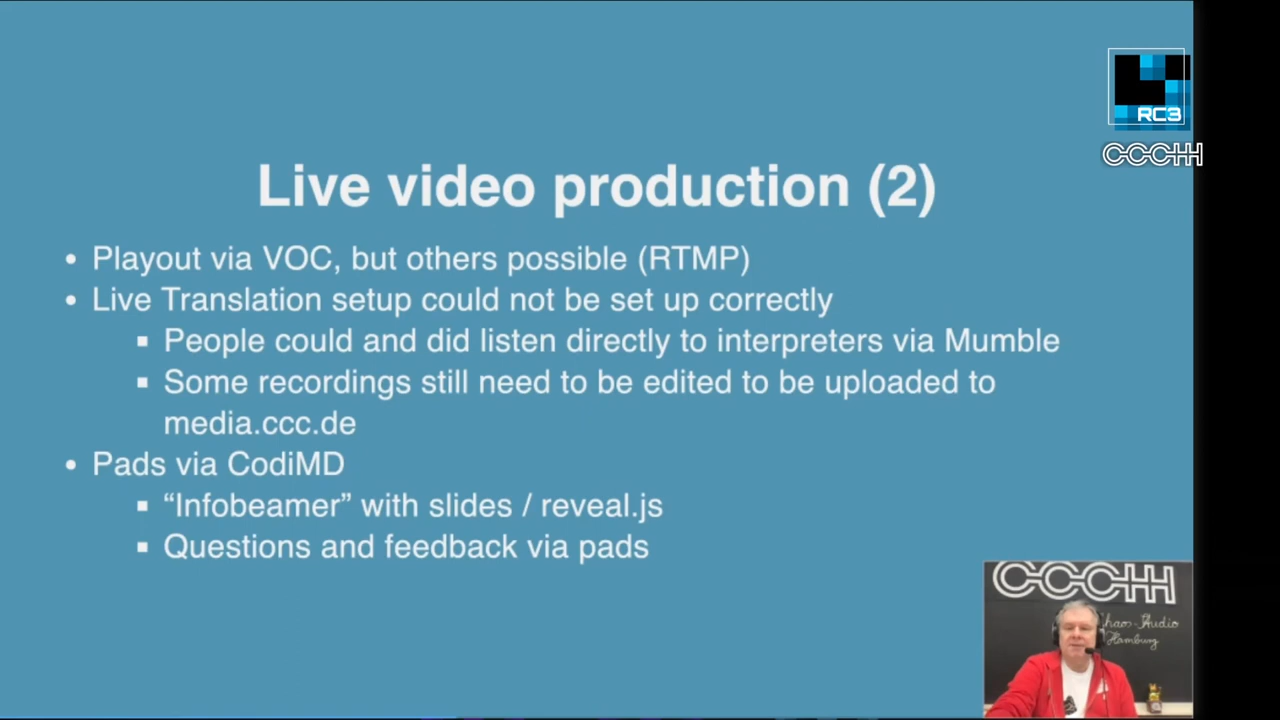 RC3
CCCHH
Live video production (2)
• Playout via VOC, but others possible (RTMP)
• Live Translation setup could not be set up correctly
▪ People could and did listen directly to interpreters via Mumble
▪ Some recordings still need to be edited to be uploaded to
media.ccc.de
• Pads via CodiMD
▪ “Infobeamer” with slides / reveal.js
▪ Questions and feedback via pads
CCCHH
Chaos-Audio
Hamburg